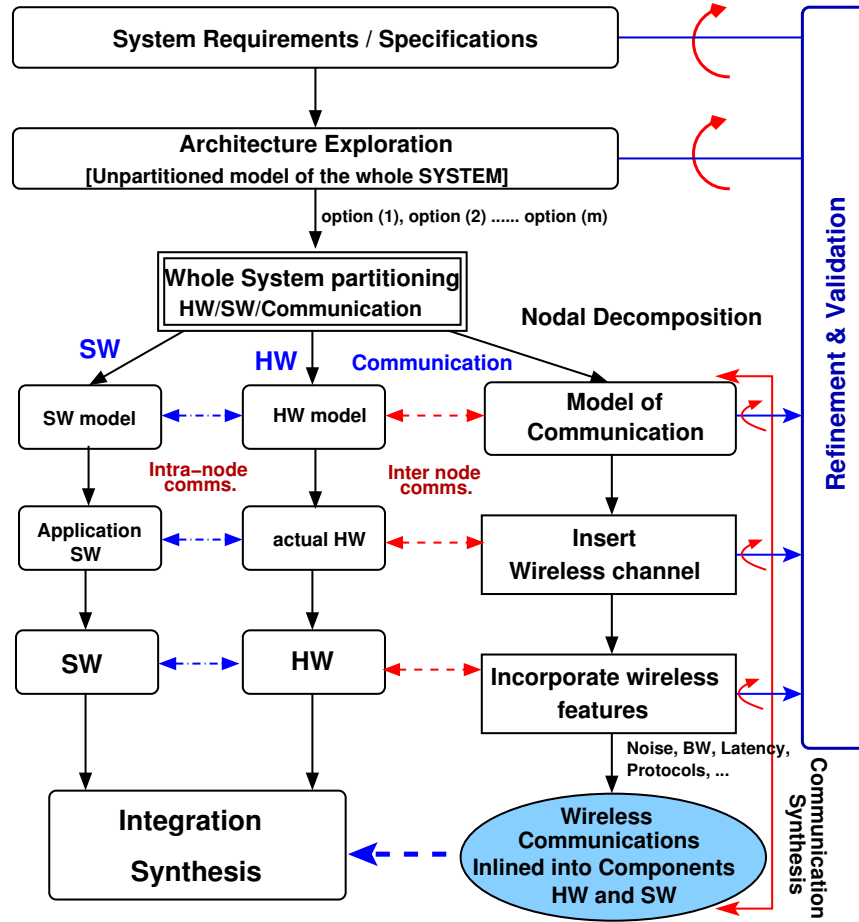 System Requirements / Specifications
Architecture Exploration
[Unpartitioned model of the whole SYSTEM]
option (1), option (2) ...... option (m)
Whole System partitioning
HW/SW/Communication
Nodal Decomposition
SW
HW
Communication
SW model
HW model
Model of
Communication
Intra−node
comms.
Inter node
comms.
Application
SW
actual HW
Insert
Wireless channel
SW
HW
Incorporate wireless
features
Noise, BW, Latency,
Protocols, ...
Integration
Synthesis
Wireless
Communications
Inlined into Components
HW and SW
Refinement & Validation
Communication
Synthesis